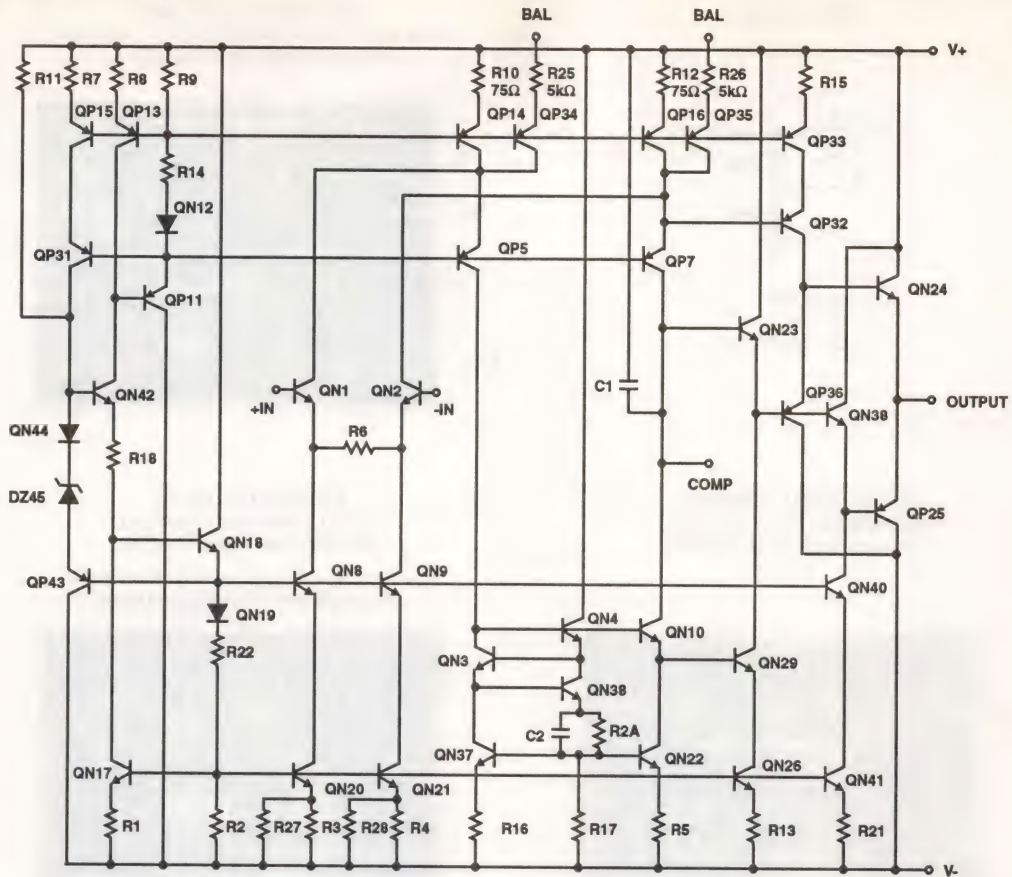 BAL BAL
V+
R11 R7 R8 R9 R10 75Ω R25 5kΩ R12 75Ω R26 5kΩ R15
QP15 QP13 QP14 QP34 QP16 QP35 QP33
R14
QN12
QP32
QP31 QP5 QP7
QP11 QN24
QN23
QN42 QN1 QN2 C1 QP36 QN38 OUTPUT
+IN -IN
QN44 R6
R18 COMP
DZ45 QP25
QN18
QP43 QN8 QN9 QN40
QN19 QN4 QN10
R22 QN3 QN29
QN38
C2 R2A
QN37 QN22 QN26
QN17 QN20 QN21 QN41
R1 R2 R27 R3 R28 R4 R16 R17 R5 R13 R21
V-